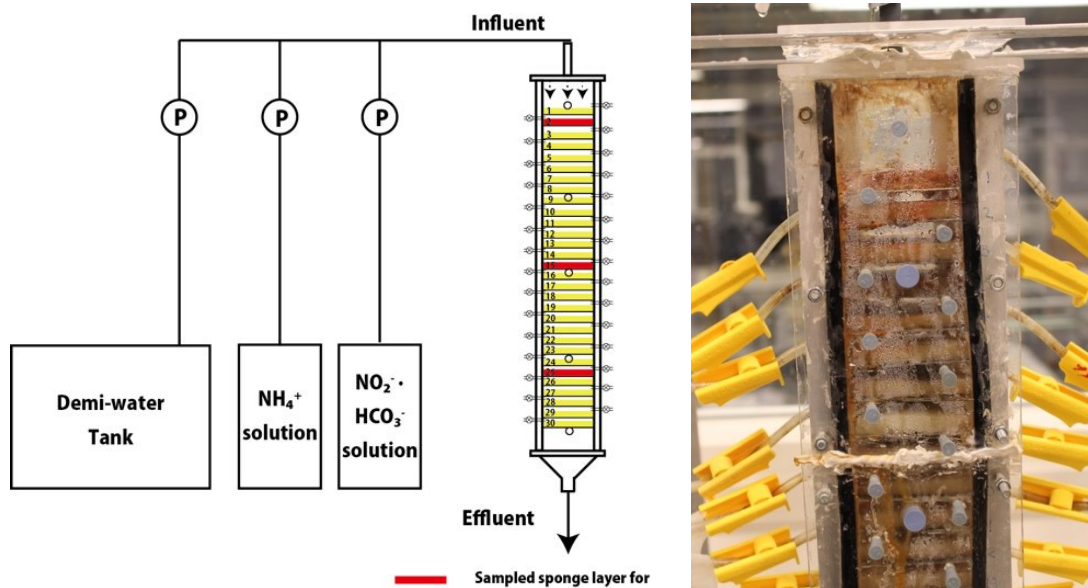 Influent
P
P
P
1
2
3
4
5
6
7
8
9
10
11
12
13
14
15
16
17
18
19
20
21
22
23
24
25
26
27
28
29
30
Demi-water
Tank
NH₄⁺
solution
NO₂⁻·
HCO₃⁻
solution
Effluent
Sampled sponge layer for